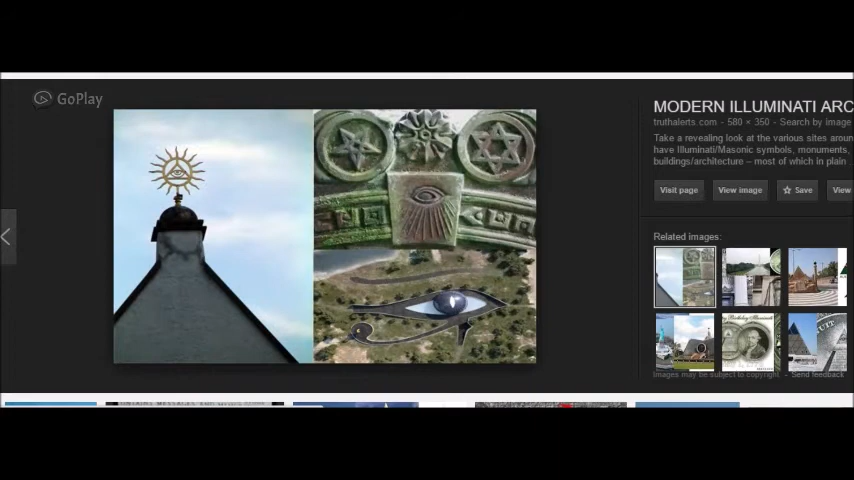 GoPlay
MODERN ILLUMINATI ARC
truthalerts.com - 580 × 350 - Search by image
Take a revealing look at the various sites aroun
have Illuminati/Masonic symbols, monuments,
buildings/architecture – most of which in plain
Visit page
View image
Save
View
Related images:
Images may be subject to copyright. - Send feedback